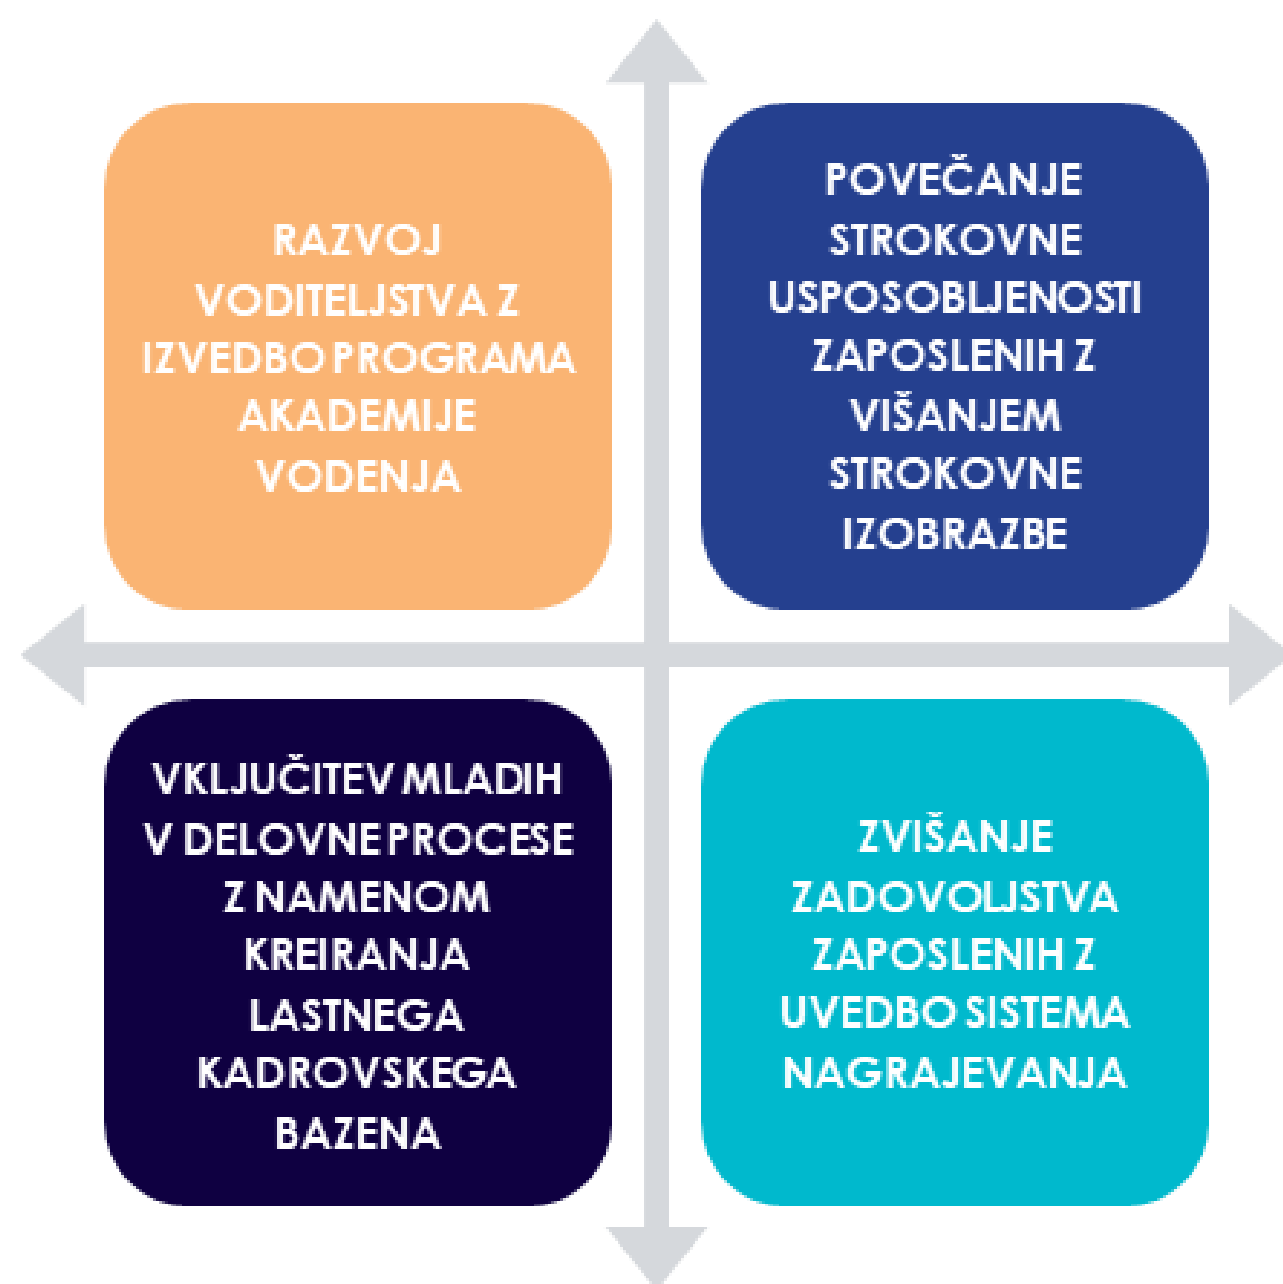 RAZVOJ
VODITELJSTVA Z
IZVEDBO PROGRAMA
AKADEMIJE
VODENJA
POVEČANJE
STROKOVNE
USPOSOBLJENOSTI
ZAPOSLENIH Z
VIŠANJEM
STROKOVNE
IZOBRAZBE
VKLJUČITEV MLADIH
V DELOVNE PROCESE
Z NAMENOM
KREIRANJA
LASTNEGA
KADROVSKEGA
BAZENA
ZVIŠANJE
ZADOVOLJSTVA
ZAPOSLENIH Z
UVEDBO SISTEMA
NAGRAJEVANJA